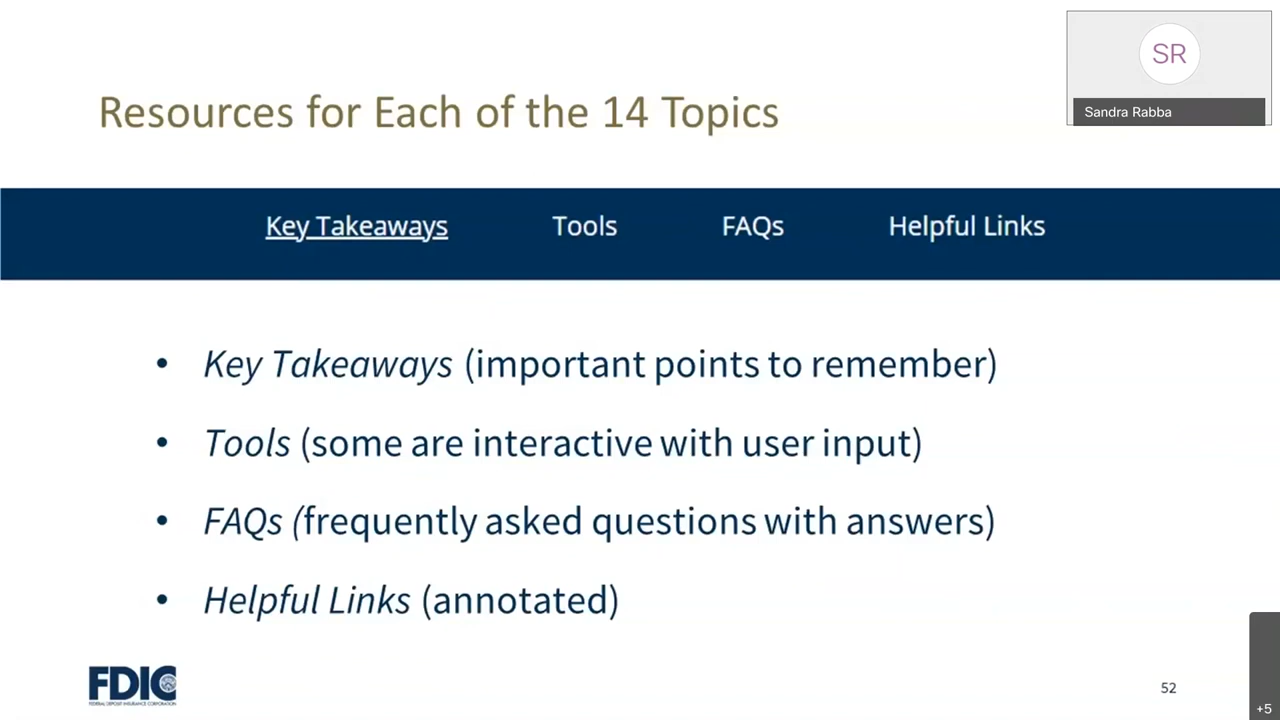 SR
Sandra Rabba
Resources for Each of the 14 Topics
Key Takeaways Tools FAQs Helpful Links
• Key Takeaways (important points to remember)
• Tools (some are interactive with user input)
• FAQs (frequently asked questions with answers)
• Helpful Links (annotated)
FDIC
FEDERAL DEPOSIT INSURANCE CORPORATION
52
+5